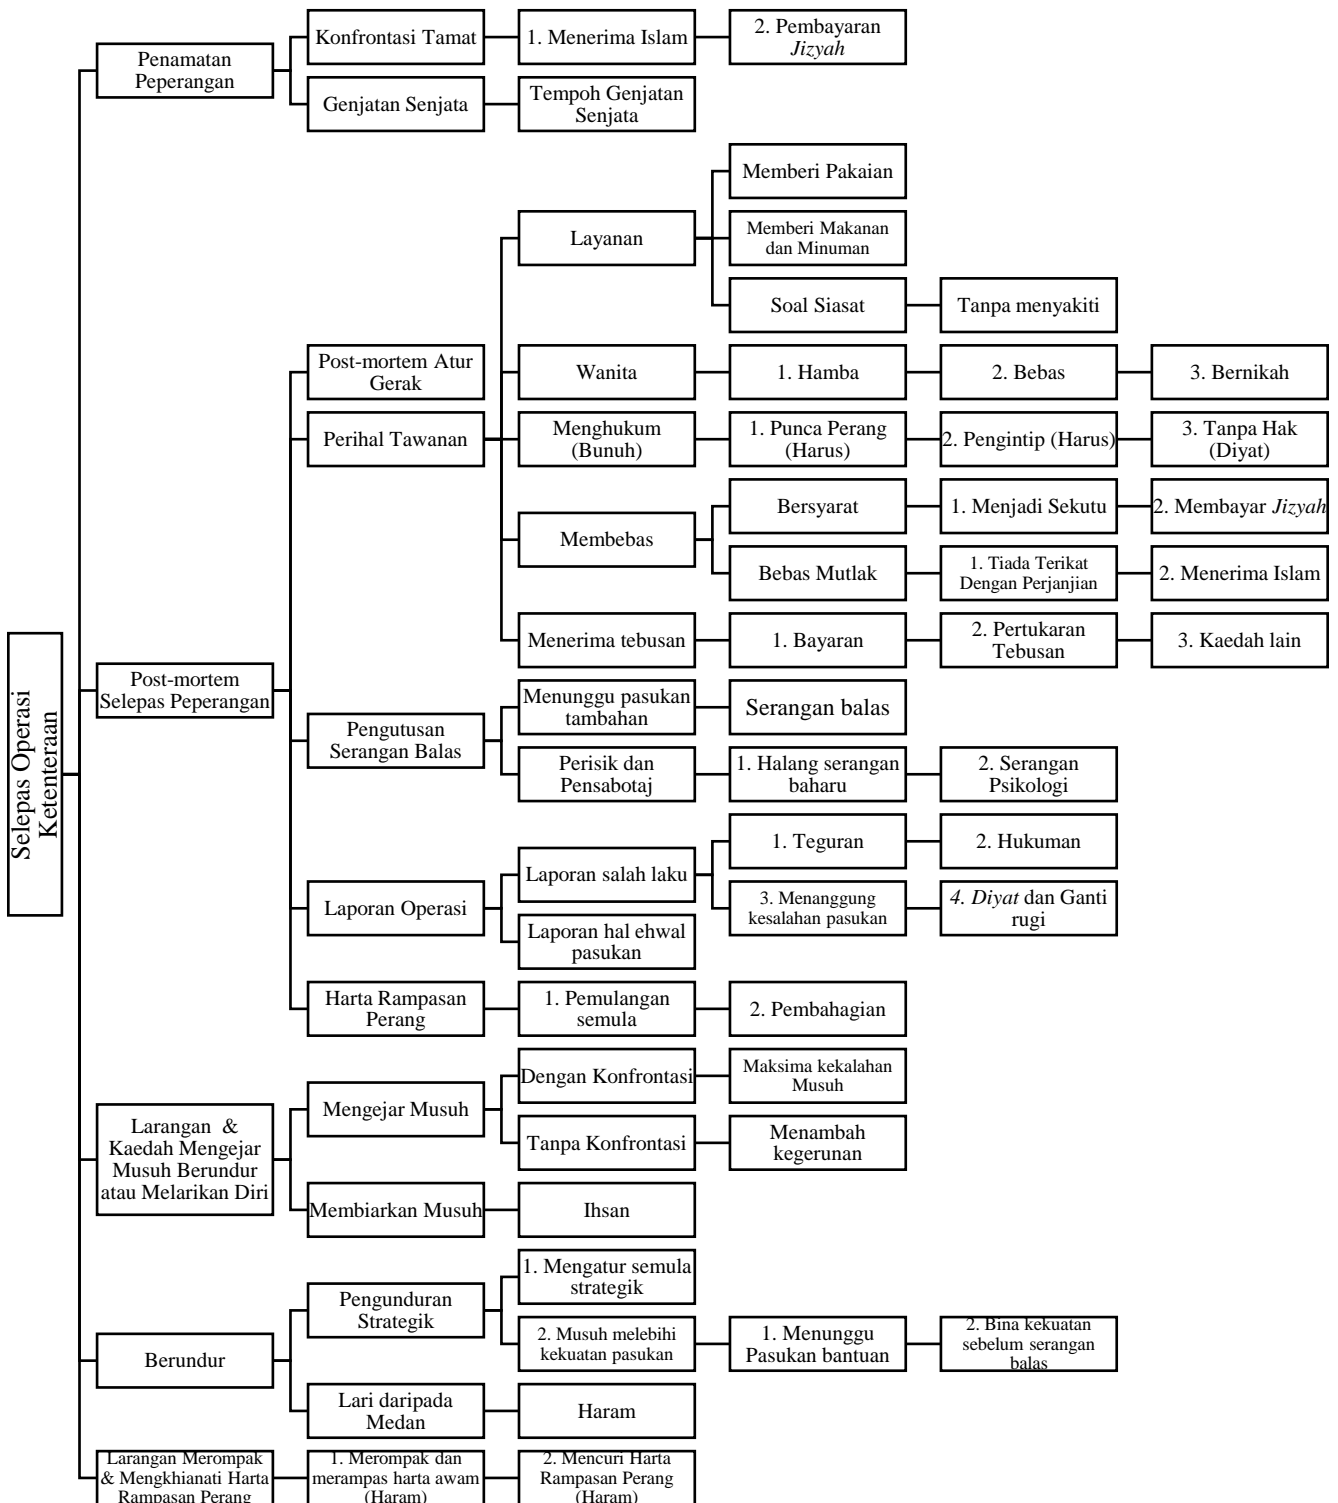 Selepas Operasi
Ketenteraan
Penamatan
Peperangan
Konfrontasi Tamat
1. Menerima Islam
2. Pembayaran
Jizyah
Genjatan Senjata
Tempoh Genjatan
Senjata
Post-mortem
Selepas Peperangan
Post-mortem Atur
Gerak
Perihal Tawanan
Layanan
Memberi Pakaian
Memberi Makanan
dan Minuman
Soal Siasat
Tanpa menyakiti
Wanita
1. Hamba
2. Bebas
3. Bernikah
Menghukum
(Bunuh)
1. Punca Perang
(Harus)
2. Pengintip (Harus)
3. Tanpa Hak
(Diyat)
Membebas
Bersyarat
1. Menjadi Sekutu
2. Membayar Jizyah
Bebas Mutlak
1. Tiada Terikat
Dengan Perjanjian
2. Menerima Islam
Menerima tebusan
1. Bayaran
2. Pertukaran
Tebusan
3. Kaedah lain
Pengutusan
Serangan Balas
Menunggu pasukan
tambahan
Serangan balas
Perisik dan
Pensabotaj
1. Halang serangan
baharu
2. Serangan
Psikologi
Laporan Operasi
Laporan salah laku
1. Teguran
2. Hukuman
3. Menanggung
kesalahan pasukan
4. Diyat dan Ganti
rugi
Laporan hal ehwal
pasukan
Harta Rampasan
Perang
1. Pemulangan
semula
2. Pembahagian
Larangan &
Kaedah Mengejar
Musuh Berundur
atau Melarikan Diri
Mengejar Musuh
Dengan Konfrontasi
Maksima kekalahan
Musuh
Tanpa Konfrontasi
Menambah
kegerunan
Membiarkan Musuh
Ihsan
Berundur
Pengunduran
Strategik
1. Mengatur semula
strategik
2. Musuh melebihi
kekuatan pasukan
1. Menunggu
Pasukan bantuan
2. Bina kekuatan
sebelum serangan
balas
Lari daripada
Medan
Haram
Larangan Merompak
& Mengkhianati Harta
Rampasan Perang
1. Merompak dan
merampas harta awam
(Haram)
2. Mencuri Harta
Rampasan Perang
(Haram)